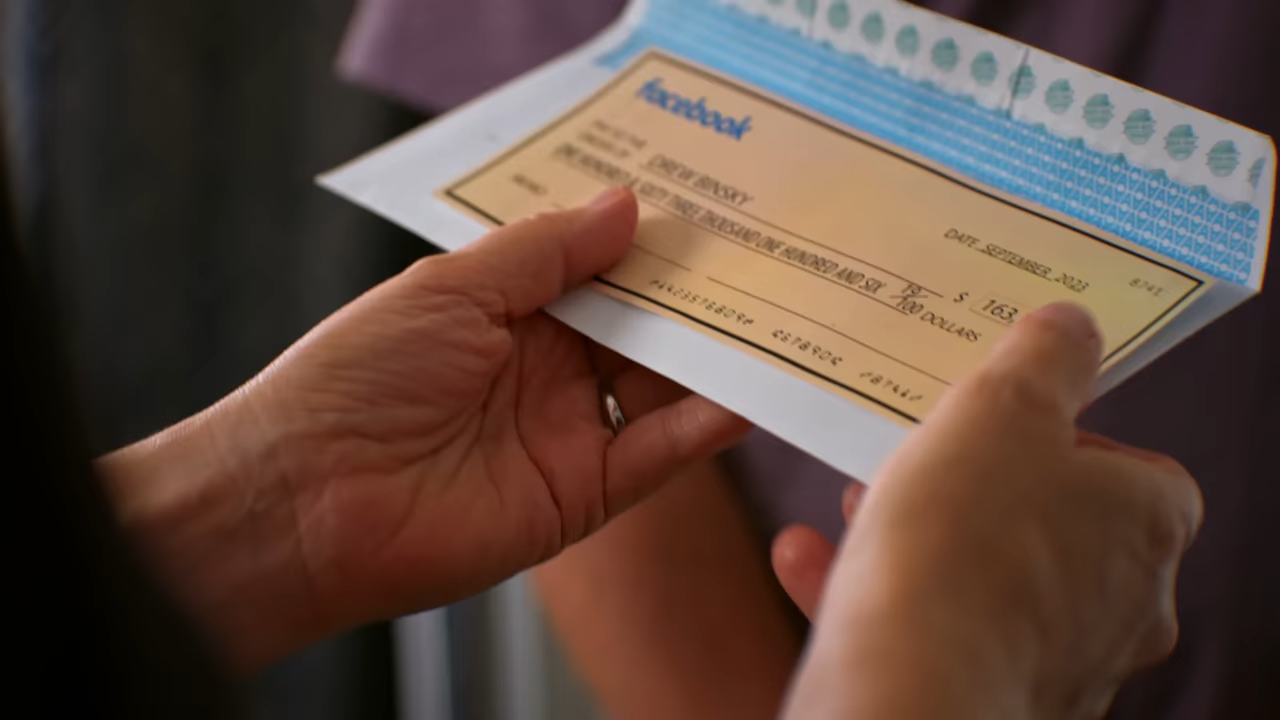 facebook
PAY TO THE
ORDER OF DREW BINSKY
ONE HUNDRED & SIXTY THREE THOUSAND ONE HUNDRED AND SIX /100 DOLLARS
DATE SEPTEMBER 2023
8741
$ 163,
MEMO